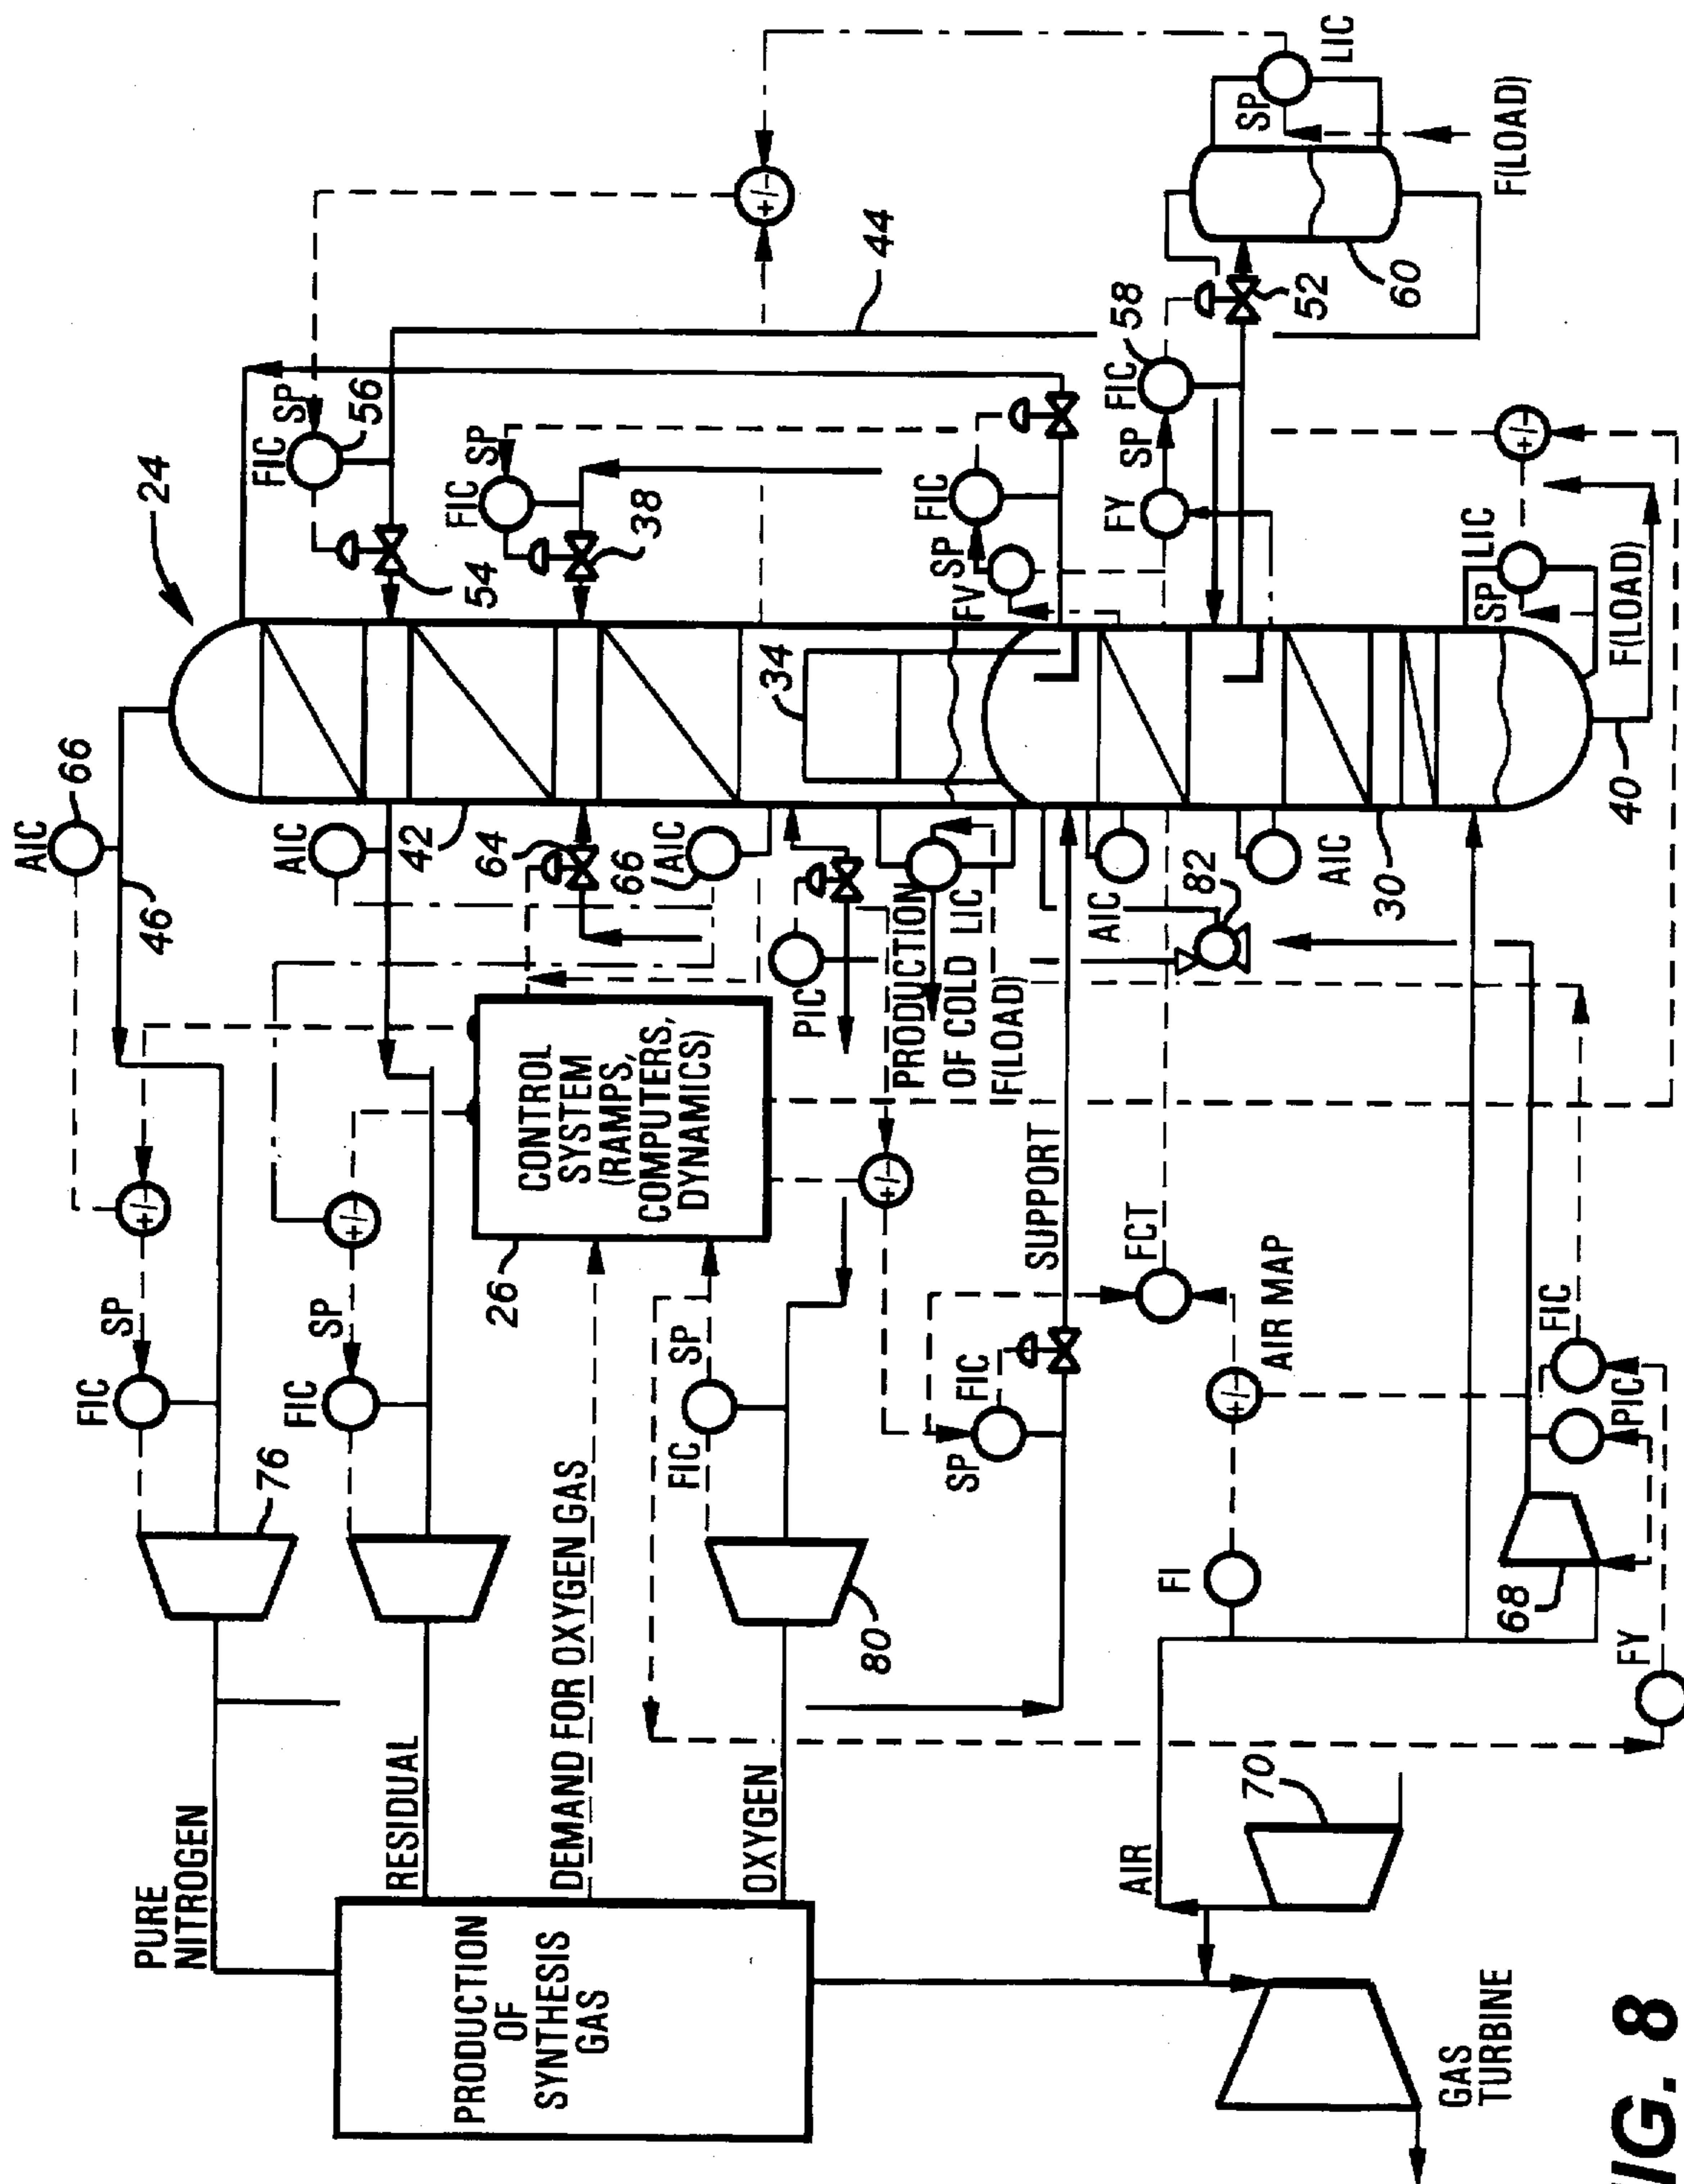 AIC
66
46
SP
FIC
PURE
NITROGEN
76
24
FIC
SP
56
54
AIC
42
SP
FIC
RESIDUAL
FIC
SP
38
64
66
AIC
CONTROL
SYSTEM
(RAMPS,
COMPUTERS,
DYNAMICS)
26
DEMAND FOR OXYGEN GAS
PRODUCTION
OF
SYNTHESIS
GAS
SP
FIC
OXYGEN
80
34
44
PIC
PRODUCTION
OF COLD
LIC
F(LOAD)
FIC
SP
FV
SUPPORT
FIC
SP
AIC
82
AIC
FY
SP
FIC
58
52
60
SP
LIC
F(LOAD)
FCT
AIR MAP
FI
AIR
70
30
LIC
SP
F(LOAD)
40
FIC
PIC
68
FY
GAS
TURBINE
IG. 8